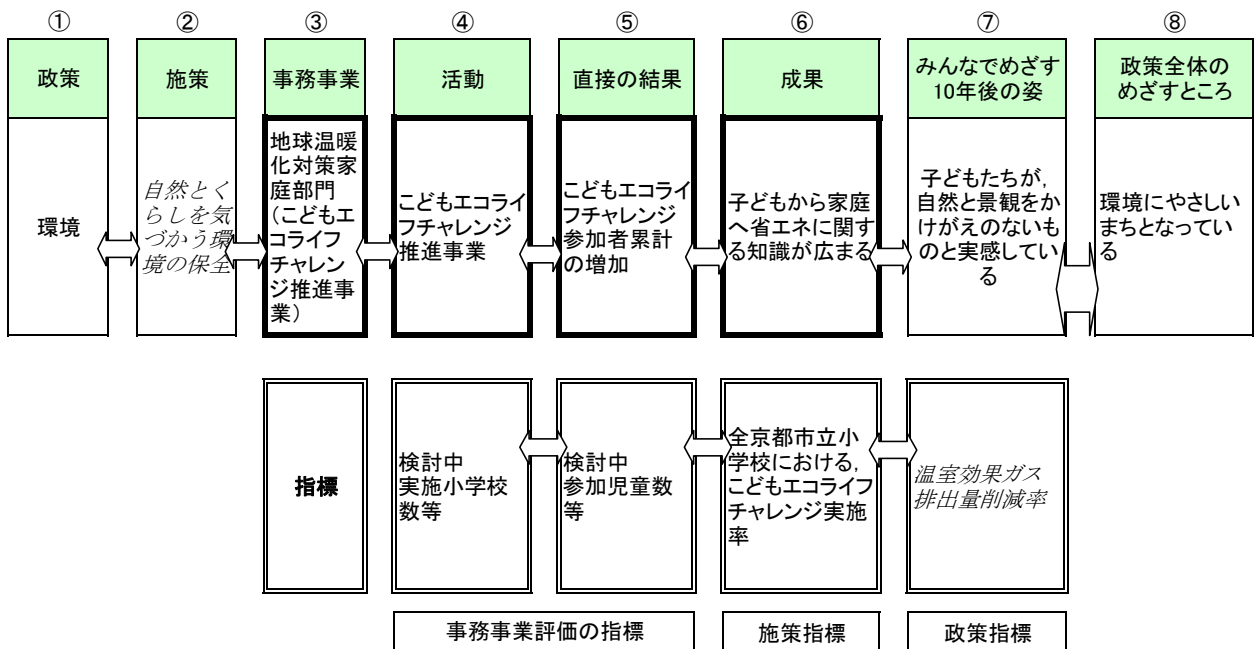 ①
②
③
④
⑤
⑥
⑦
⑧
政策
施策
事務事業
活動
直接の結果
成果
みんなでめざす
10年後の姿
政策全体の
めざすところ
環境
自然とく
らしを気
づかう環
境の保全
地球温暖
化対策家
庭部門
(こどもエ
コライフ
チャレン
ジ推進事
業)
こどもエコライ
フチャレンジ
推進事業
こどもエコライ
フチャレンジ
参加者累計
の増加
子どもから家庭
へ省エネに関す
る知識が広まる
子どもたちが,
自然と景観をか
けがえのないも
のと実感してい
る
環境にやさしい
まちとなってい
る
指標
検討中
実施小学校
数等
検討中
参加児童数
等
全京都市立小
学校における,
こどもエコライフ
チャレンジ実施
率
温室効果ガス
排出量削減率
事務事業評価の指標
施策指標
政策指標